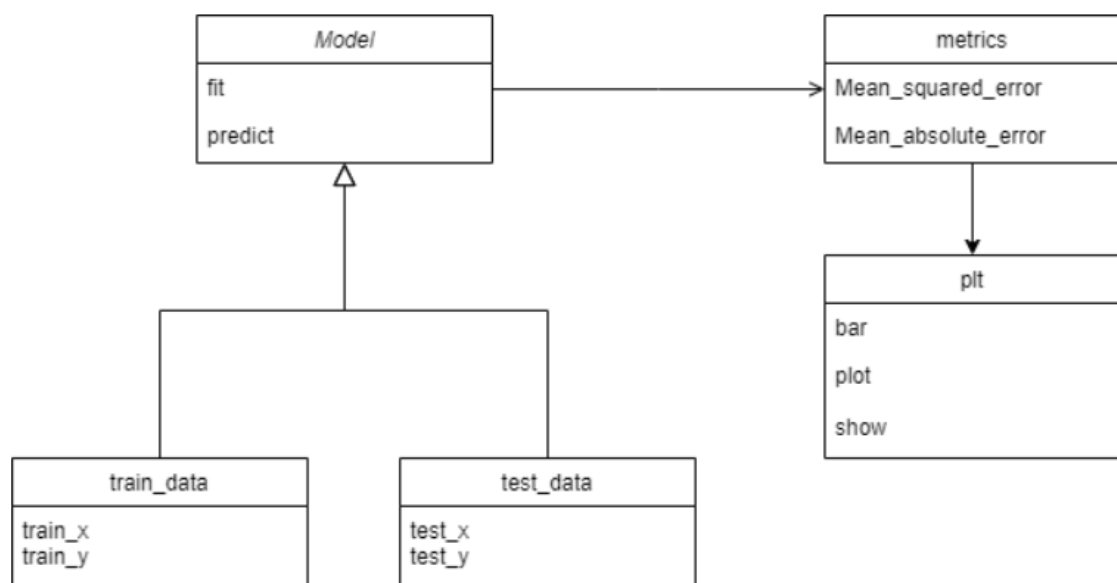 Model
fit
predict
metrics
Mean_squared_error
Mean_absolute_error
plt
bar
plot
show
train_data
train_x
train_y
test_data
test_x
test_y